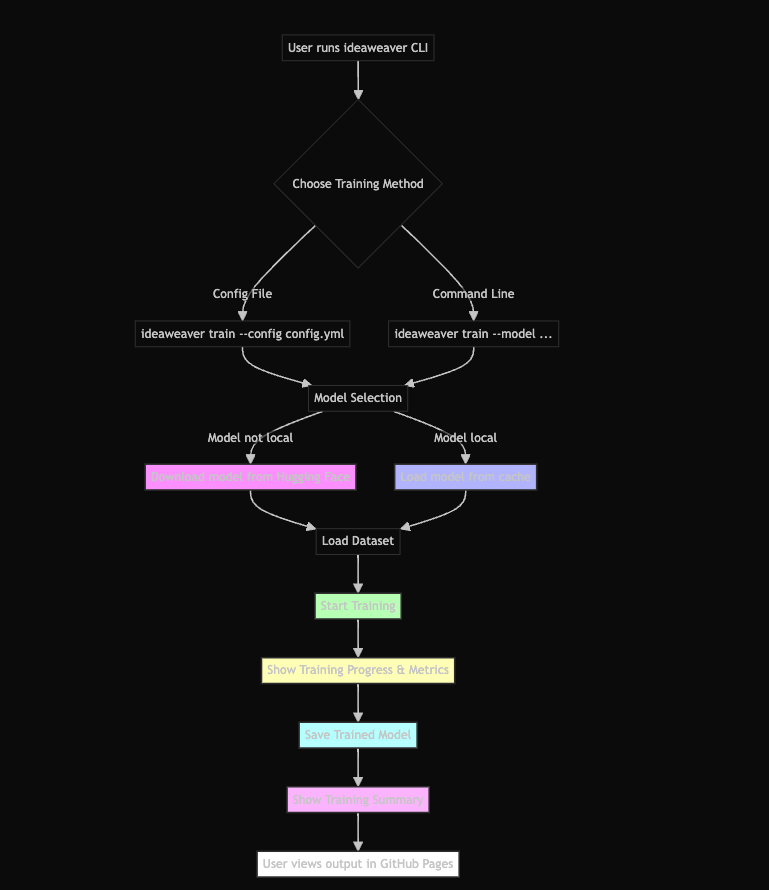 User runs ideaweaver CLI
Choose Training Method
Config File
Command Line
ideaweaver train --config config.yml
ideaweaver train --model ...
Model Selection
Model not local
Model local
Download model from Hugging Face
Load model from cache
Load Dataset
Start Training
Show Training Progress & Metrics
Save Trained Model
Show Training Summary
User views output in GitHub Pages